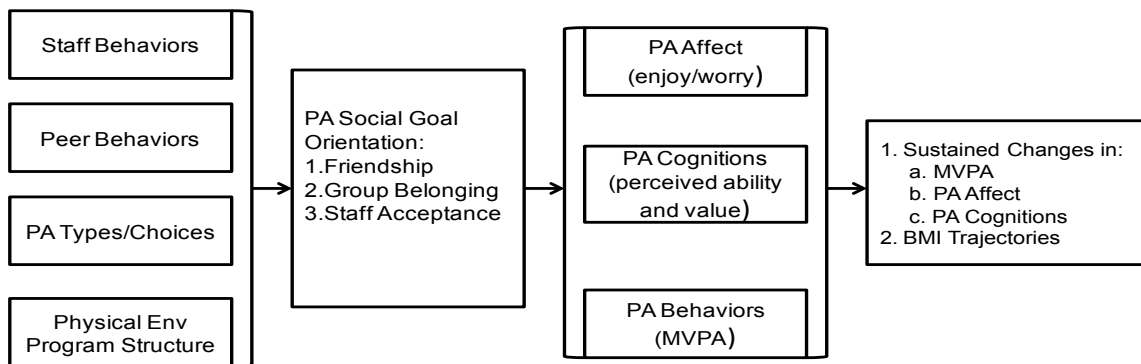 Staff Behaviors
Peer Behaviors
PA Types/Choices
Physical Env
Program Structure
PA Social Goal
Orientation:
1.Friendship
2.Group Belonging
3.Staff Acceptance
PA Affect
(enjoy/worry)
PA Cognitions
(perceived ability
and value)
PA Behaviors
(MVPA)
1. Sustained Changes in:
a. MVPA
b. PA Affect
c. PA Cognitions
2. BMI Trajectories